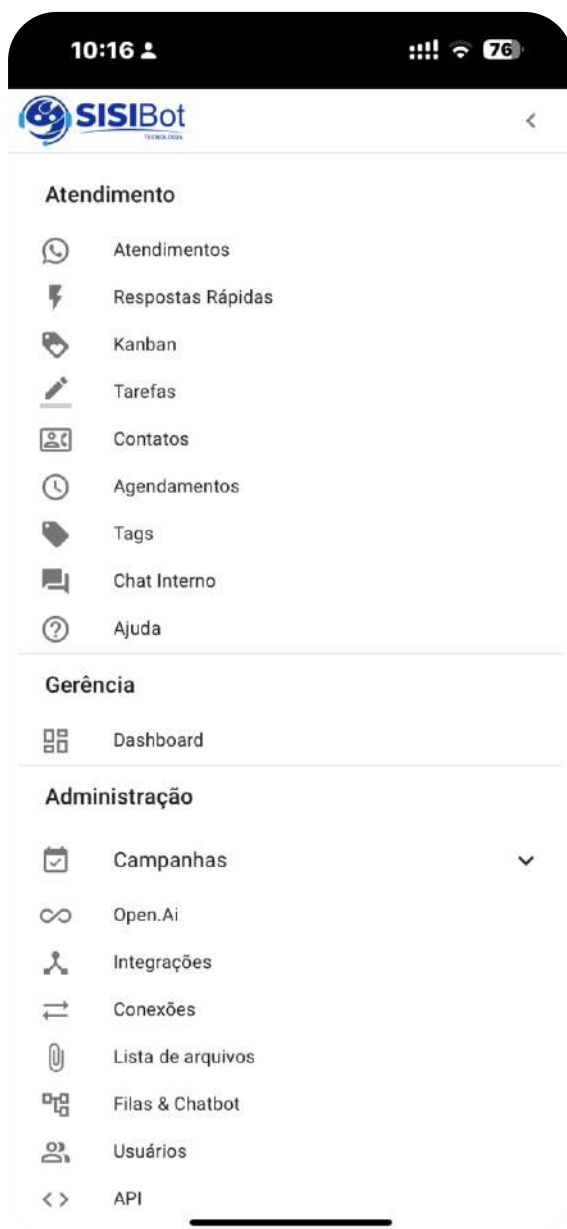 10:16
76
SISIBot
TECNOLOGIA
Atendimento
Atendimentos
Respostas Rápidas
Kanban
Tarefas
Contatos
Agendamentos
Tags
Chat Interno
Ajuda
Gerência
Dashboard
Administração
Campanhas
Open.Ai
Integrações
Conexões
Lista de arquivos
Filas & Chatbot
Usuários
API